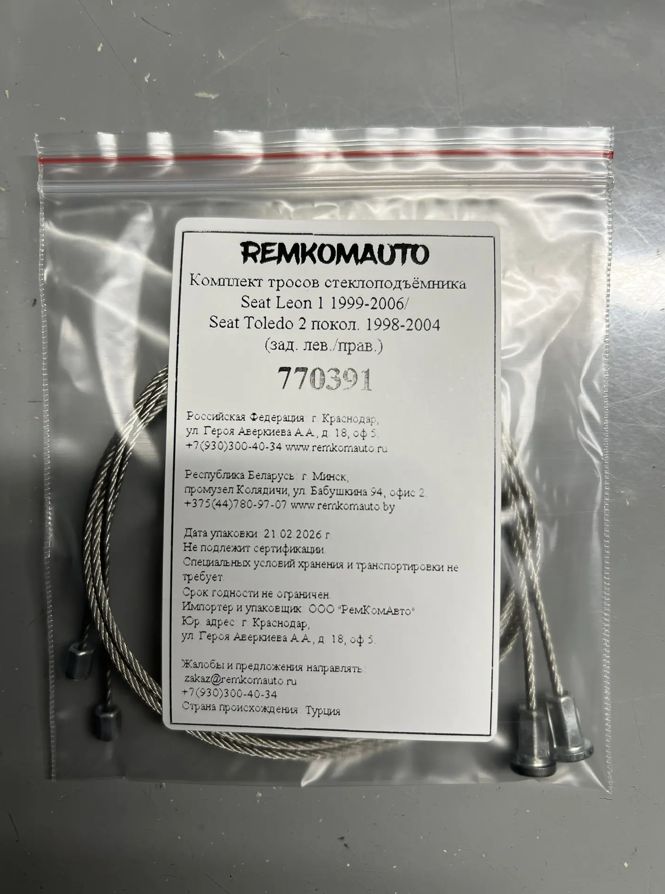 REMKOMAUTO
Комплект тросов стеклоподъёмника
Seat Leon 1 1999-2006/
Seat Toledo 2 покол. 1998-2004
(зад. лев./прав.)
770391
Российская Федерация г. Краснодар,
ул. Героя Аверкиева А.А., д. 18, оф 5.
+7(930)300-40-34 www.remkomauto.ru
Республика Беларусь г. Минск,
промузел Колядичи, ул. Бабушкина 94, офис 2.
+375(44)780-97-07 www.remkomauto.by
Дата упаковки 21.02.2026 г.
Не подлежит сертификации.
Специальных условий хранения и транспортировки не
требует.
Срок годности не ограничен.
Импортер и упаковщик ООО "РемКомАвто"
Юр. адрес г. Краснодар,
ул. Героя Аверкиева А.А., д. 18, оф 5.
Жалобы и предложения направлять:
zakaz@remkomauto.ru
+7(930)300-40-34
Страна происхождения Турция